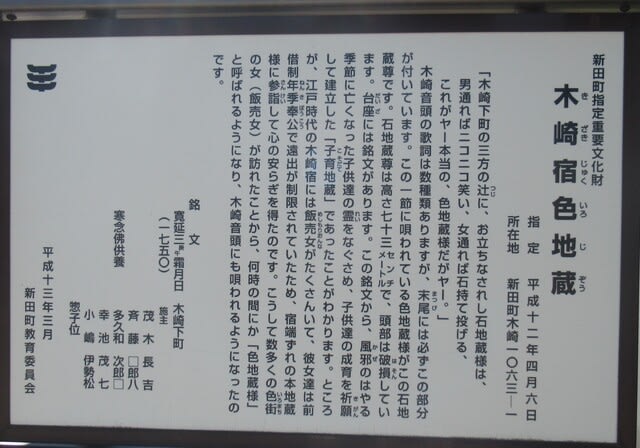 新田町指定重要文化財
木崎宿色地蔵
き ざき じゅく いろ じ ぞう
指定 平成十二年四月六日
所在地 新田町木崎一〇六三―一
「木崎下町の三方の辻に、お立ちなされし石地蔵様は、
男通ればニコニコ笑い、女通れば石持て投げる、
これがヤー本当の、色地蔵様だがヤー。」
木崎音頭の歌詞は数種類ありますが、末尾には必ずこの部分
が付いています。この一節に唄われている色地蔵様がこの石地
蔵尊です。石地蔵尊は高さ七十三センチメートルで、頭部は破損してい
ます。台座には銘文があります。この銘文から、風邪のはやる
季節に亡くなった子供達の霊をなぐさめ、子供達の成育を祈願
して建立した「子育地蔵」であったことがわかります。ところ
が、江戸時代の木崎宿には飯売女がたくさんいて、彼女達は前
借制年季奉公で遠出が制限されていたため、宿端ずれの本地蔵
様に参詣して心の安らぎを得たのです。こうして数多くの色街
の女（飯売女）が訪れたことから、何時の間にか「色地蔵様」
と呼ばれるようになり、木崎音頭にも唄われるようになったの
です。
銘文
寛延三庚午霜月日 木崎下町
（一七五〇）
施主
茂木長吉
斉藤□郎八
寒念佛供養
多久和次郎□
幸池茂七
小嶋伊勢松
惣子位
平成十三年三月
新田町教育委員会